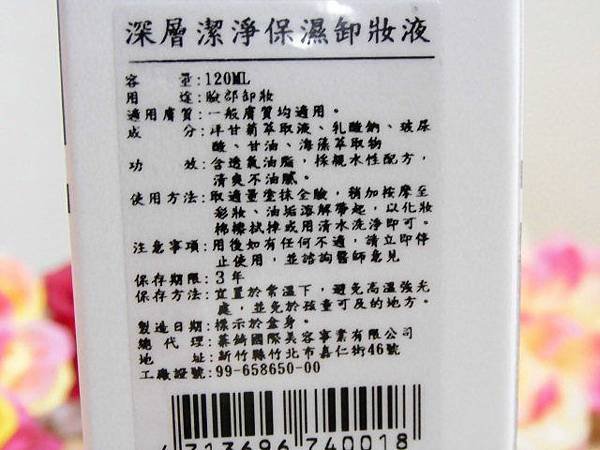 深層潔淨保濕卸妝液
容　　量:120ML
用　　途:臉部卸妝
適用膚質:一般膚質均適用。
成　　分:洋甘菊萃取液、乳酸鈉、玻尿
酸、甘油、海藻萃取物
功　　效:含透氣油脂，採親水性配方，
清爽不油膩。
使用方法:取適量塗抹全臉，稍加按摩至
彩妝、油垢溶解帶起，以化妝
棉擦拭掉或用清水洗淨即可。
注意事項:用後如有任何不適，請立即停
止使用，並諮詢醫師意見
保存期限:3年
保存方法:立置於常溫下，避免高溫強光
處，並免於孩童可及的地方。
製造日期:標示於盒身。
總 代 理:葉錡國際美容事業有限公司
地　　址:新竹縣竹北市嘉仁街46號
工廠證號:99-658650-00
4 713696 740018